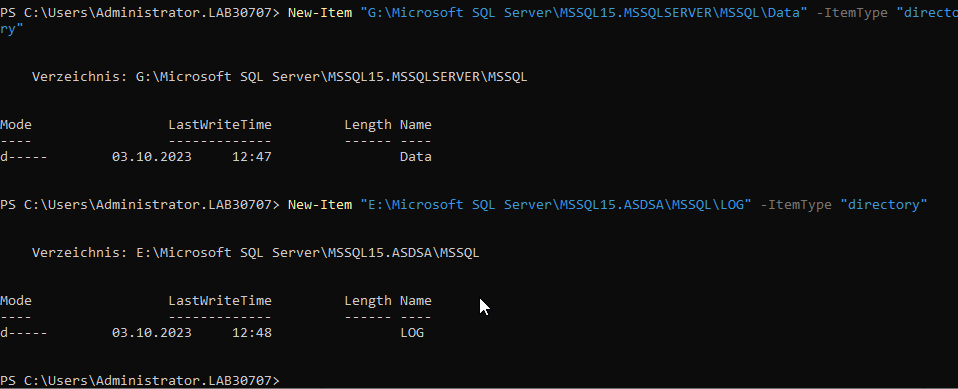 PS C:\Users\Administrator.LAB30707> New-Item "G:\Microsoft SQL Server\MSSQL15.MSSQLSERVER\MSSQL\Data" -ItemType "directo
ry"
Verzeichnis: G:\Microsoft SQL Server\MSSQL15.MSSQLSERVER\MSSQL
Mode                 LastWriteTime         Length Name
----                 -------------         ------ ----
d-----        03.10.2023     12:47                Data
PS C:\Users\Administrator.LAB30707> New-Item "E:\Microsoft SQL Server\MSSQL15.ASDSA\MSSQL\LOG" -ItemType "directory"
Verzeichnis: E:\Microsoft SQL Server\MSSQL15.ASDSA\MSSQL
Mode                 LastWriteTime         Length Name
----                 -------------         ------ ----
d-----        03.10.2023     12:48                LOG
PS C:\Users\Administrator.LAB30707>